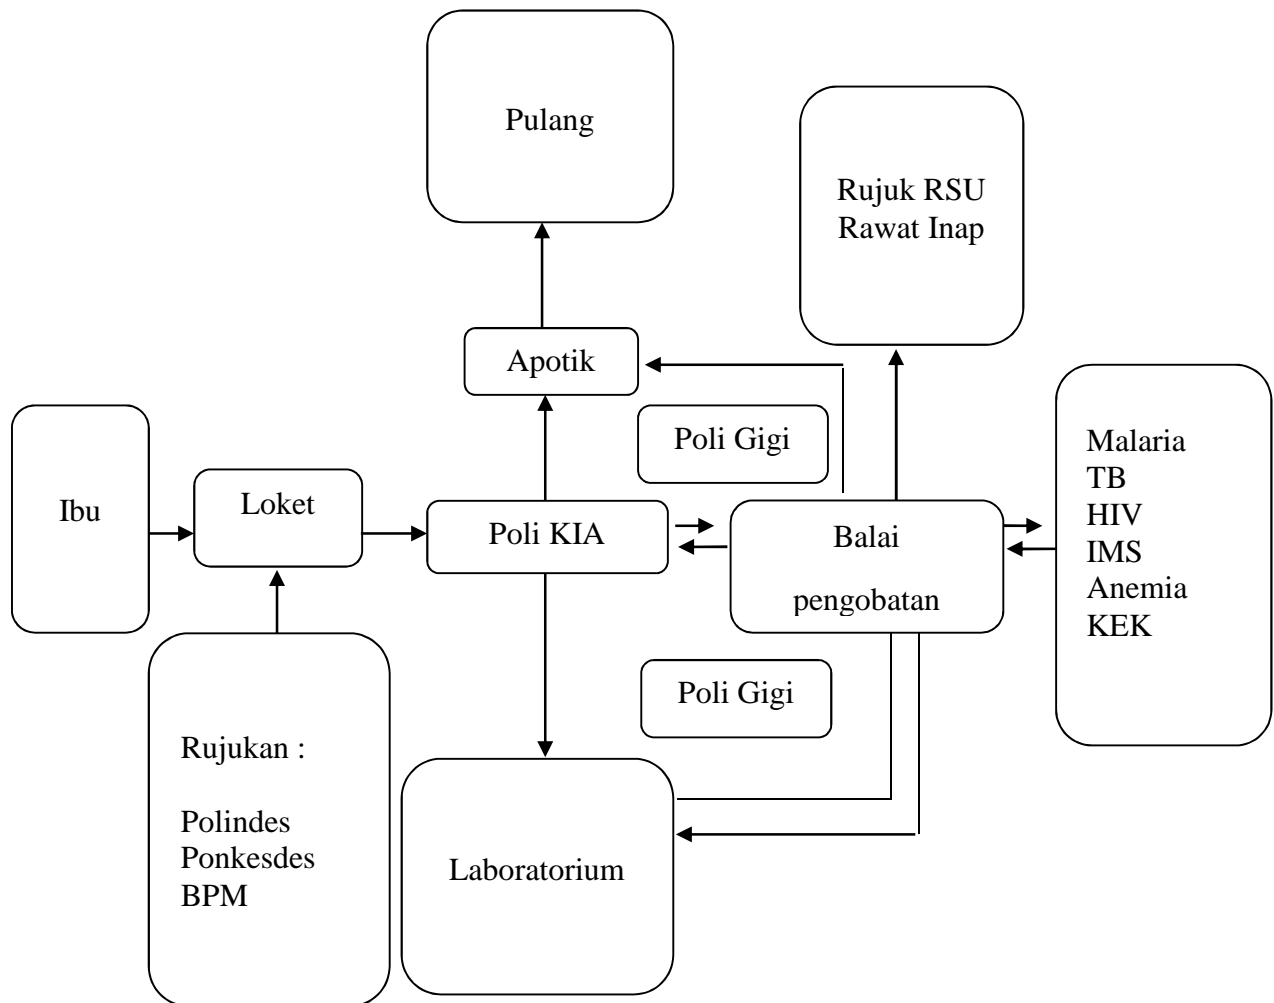 Pulang
Rujuk RSU
Rawat Inap
Apotik
Poli Gigi
Malaria
TB
HIV
IMS
Anemia
KEK
Ibu
Loket
Poli KIA
Balai
pengobatan
Poli Gigi
Rujukan :
Polindes
Ponkesdes
BPM
Laboratorium